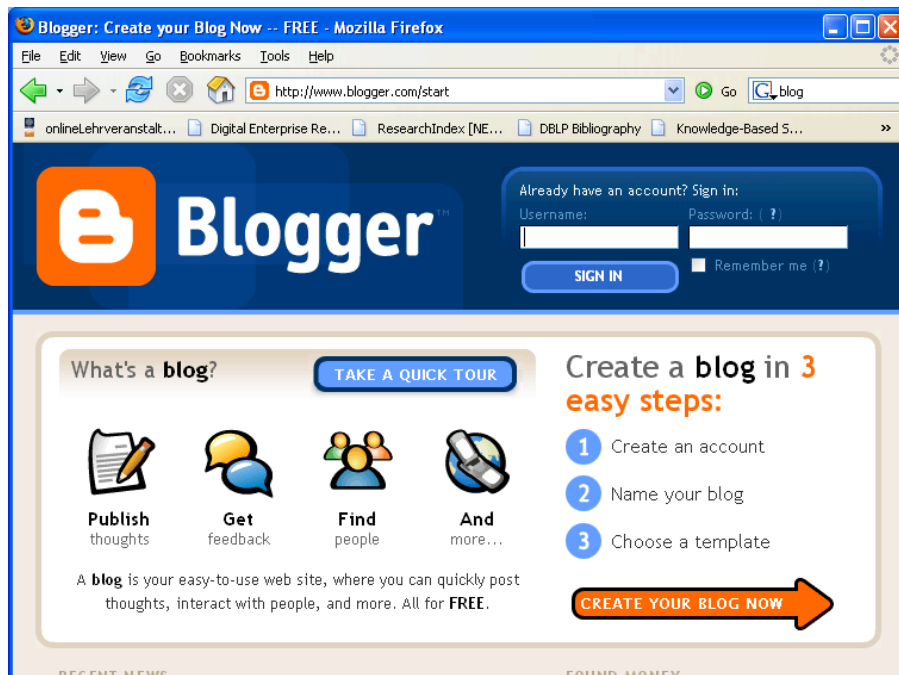 Blogger: Create your Blog Now -- FREE - Mozilla Firefox
File Edit View Go Bookmarks Tools Help
http://www.blogger.com/start Go G blog
onlineLehrveranstalt... Digital Enterprise Re... ResearchIndex [NE... DBLP Bibliography Knowledge-Based S... »
Blogger™
Already have an account? Sign in:
Username: Password: ( ? )
SIGN IN Remember me (?)
What's a blog? TAKE A QUICK TOUR
Publish Get Find And
thoughts feedback people more...
A blog is your easy-to-use web site, where you can quickly post
thoughts, interact with people, and more. All for FREE.
Create a blog in 3
easy steps:
1 Create an account
2 Name your blog
3 Choose a template
CREATE YOUR BLOG NOW
RECENT NEWS FOUND MONEY